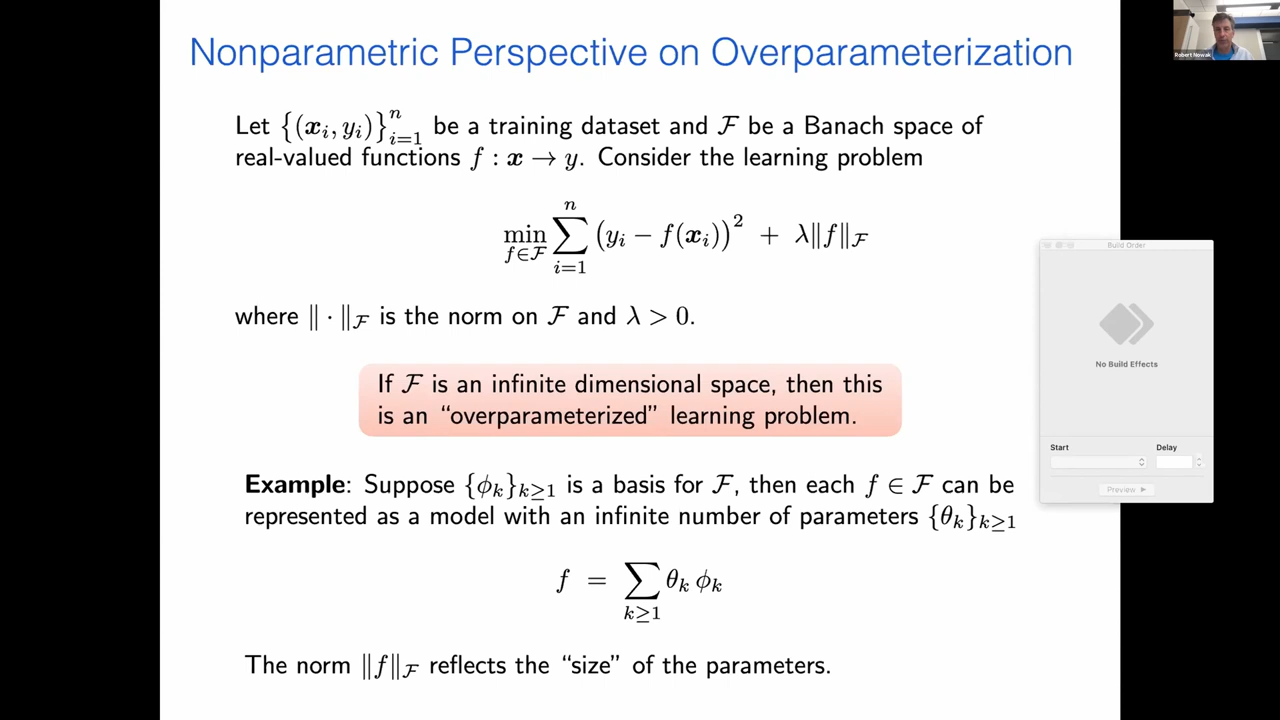 Nonparametric Perspective on Overparameterization
Robert Nowak
Let {(𝒙ᵢ, yᵢ)}ⁿᵢ₌₁ be a training dataset and ℱ be a Banach space of
real-valued functions f : 𝒙 → y. Consider the learning problem
min_{f∈ℱ} ∑_{i=1}^{n} (yᵢ − f(𝒙ᵢ))² + λ‖f‖_ℱ
where ‖ · ‖_ℱ is the norm on ℱ and λ > 0.
If ℱ is an infinite dimensional space, then this
is an “overparameterized” learning problem.
Example: Suppose {ϕₖ}ₖ≥₁ is a basis for ℱ, then each f ∈ ℱ can be
represented as a model with an infinite number of parameters {θₖ}ₖ≥₁
f = ∑_{k≥1} θₖ ϕₖ
The norm ‖f‖_ℱ reflects the “size” of the parameters.
Build Order
No Build Effects
Start Delay
Preview